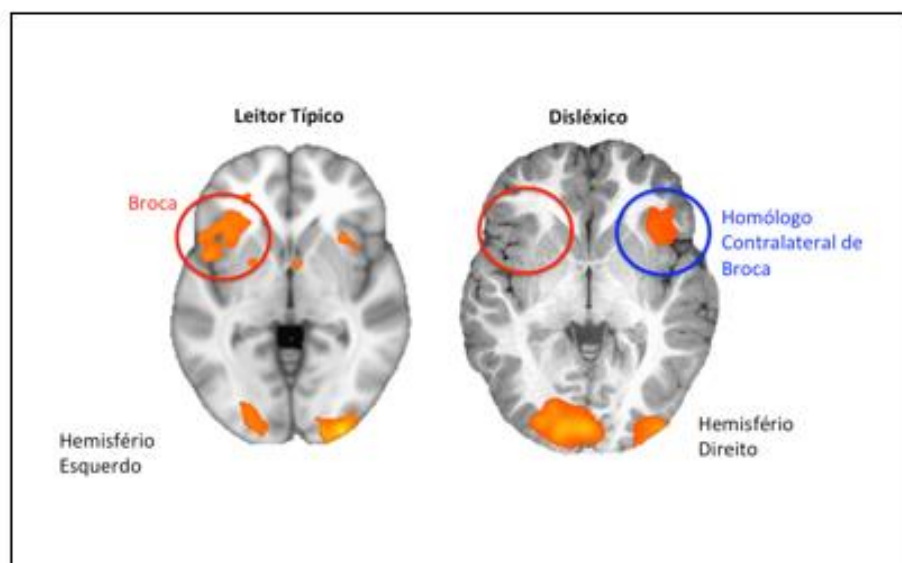 Leitor Típico
Disléxico
Broca
Homólogo
Contralateral de
Broca
Hemisfério
Esquerdo
Hemisfério
Direito